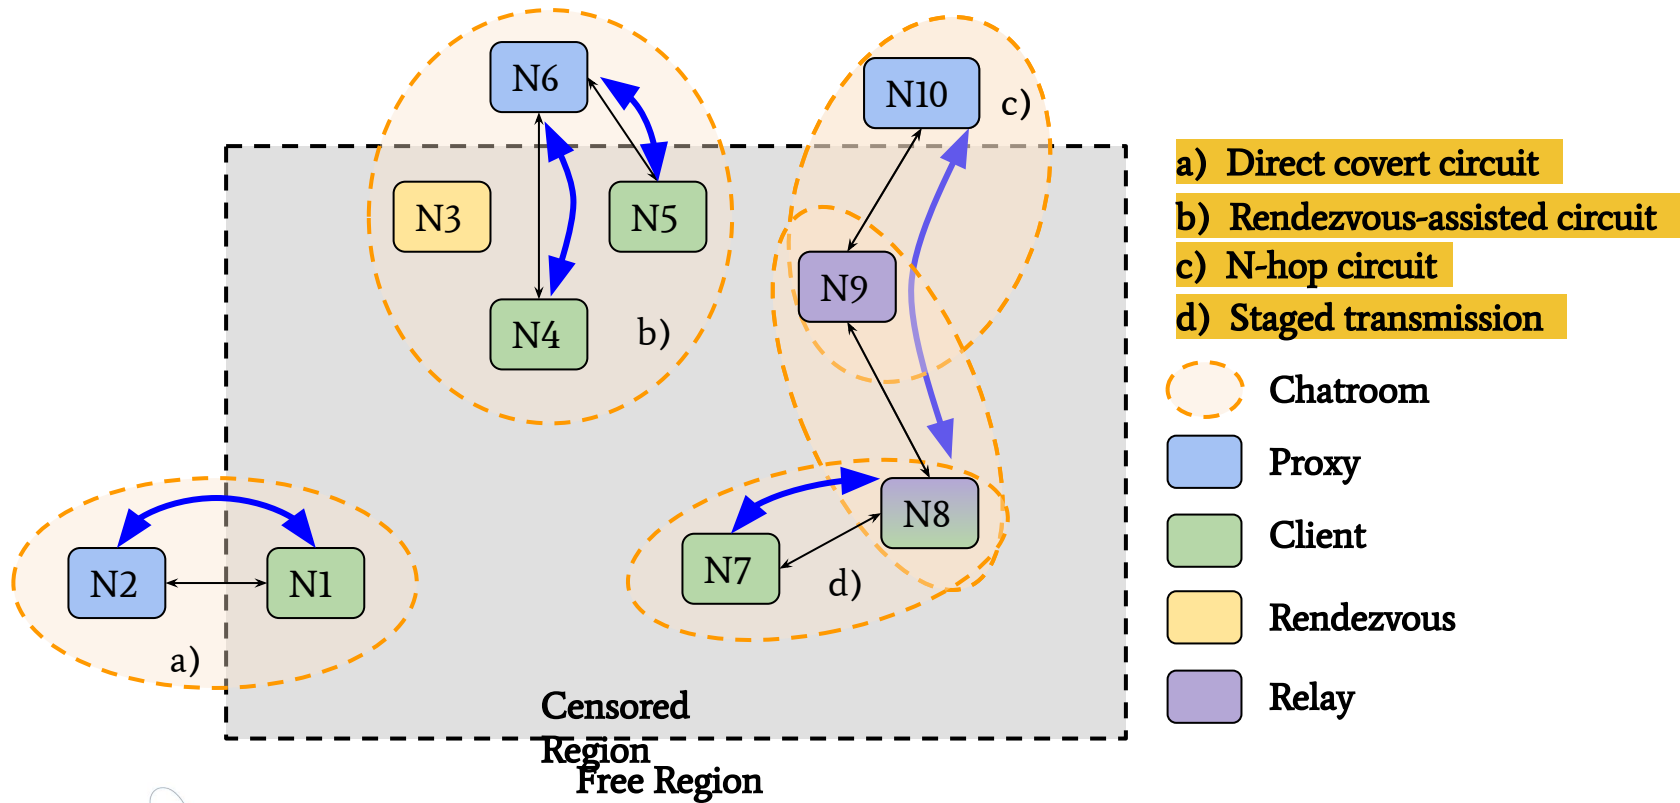 N6
N10
c)
N3
N5
N9
N4
b)
N8
N7
d)
N2
N1
a)
Censored
Region
Free Region
a) Direct covert circuit
b) Rendezvous-assisted circuit
c) N-hop circuit
d) Staged transmission
Chatroom
Proxy
Client
Rendezvous
Relay